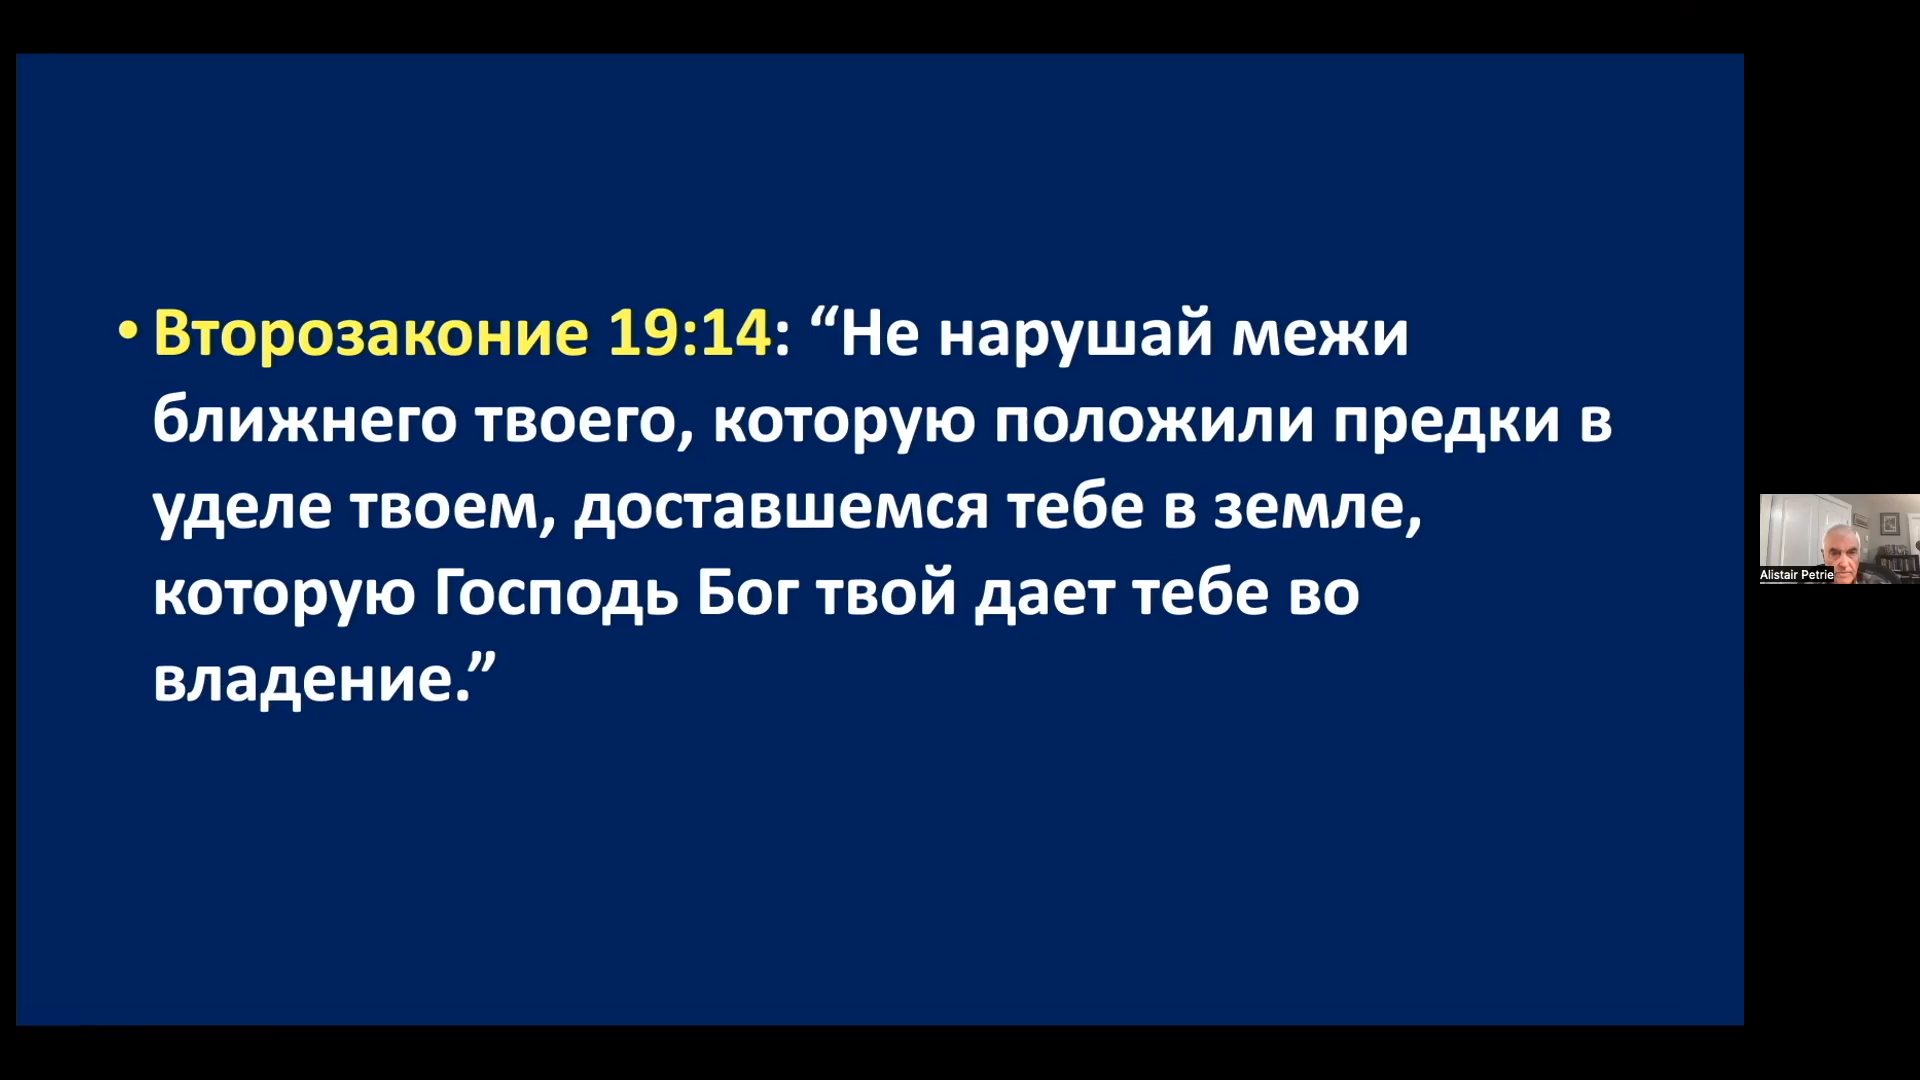 • Второзаконие 19:14: “Не нарушай межи
ближнего твоего, которую положили предки в
уделе твоем, доставшемся тебе в земле,
которую Господь Бог твой дает тебе во
владение.”
Alistair Petrie